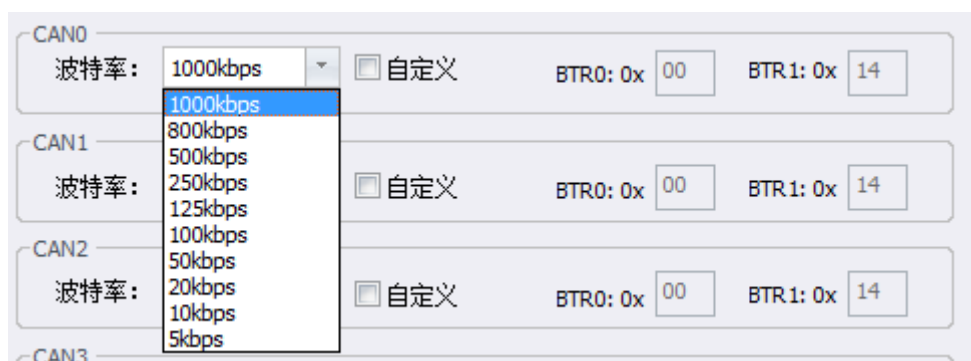 CAN0
波特率： 1000kbps 自定义 BTR0: 0x 00 BTR1: 0x 14
1000kbps
800kbps
500kbps
250kbps
125kbps
100kbps
50kbps
20kbps
10kbps
5kbps
CAN1
波特率： 自定义 BTR0: 0x 00 BTR1: 0x 14
CAN2
波特率： 自定义 BTR0: 0x 00 BTR1: 0x 14
CAN3